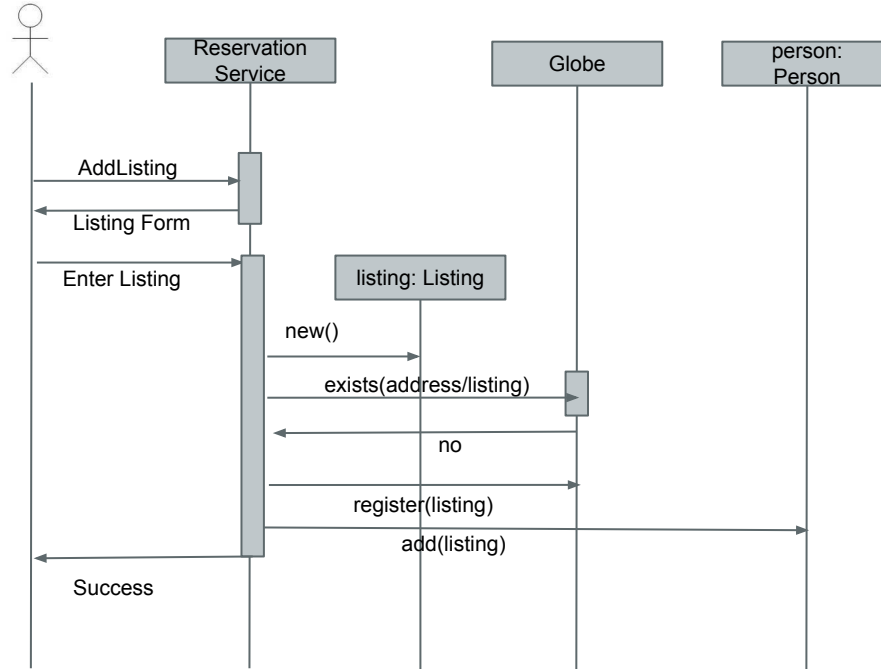 Reservation
Service
Globe
person:
Person
AddListing
Listing Form
Enter Listing
listing: Listing
new()
exists(address/listing)
no
register(listing)
add(listing)
Success